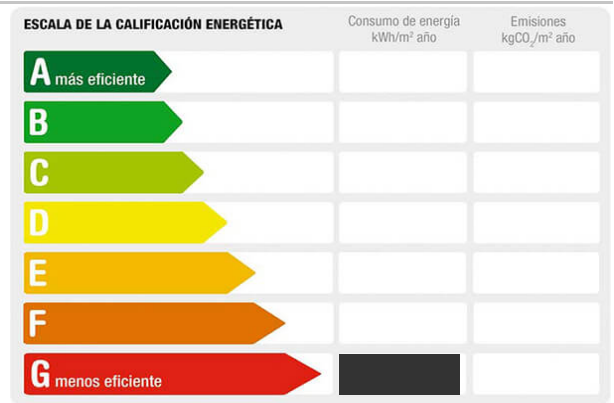 ESCALA DE LA CALIFICACIÓN ENERGÉTICA
Consumo de energía
kWh/m² año
Emisiones
kgCO₂/m² año
A más eficiente
B
C
D
E
F
G menos eficiente